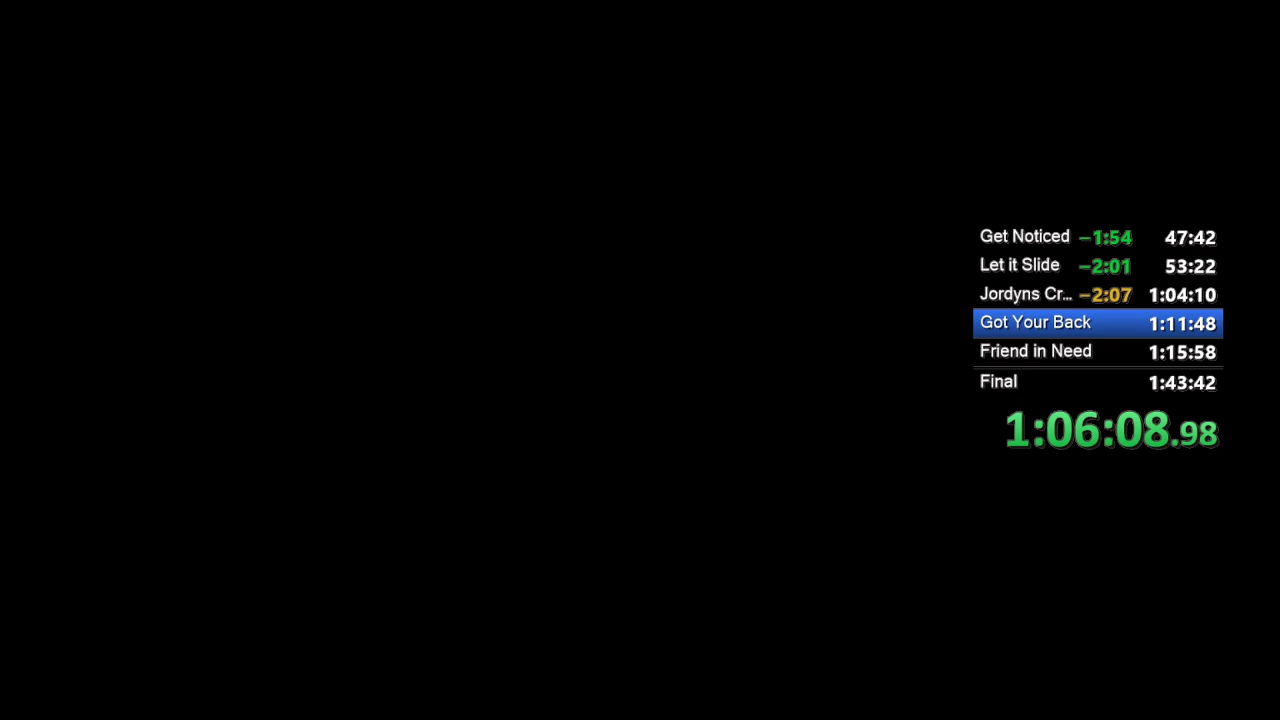 Get Noticed −1:54 47:42
Let it Slide −2:01 53:22
Jordyns Cr... −2:07 1:04:10
Got Your Back 1:11:48
Friend in Need 1:15:58
Final 1:43:42
1:06:08.98